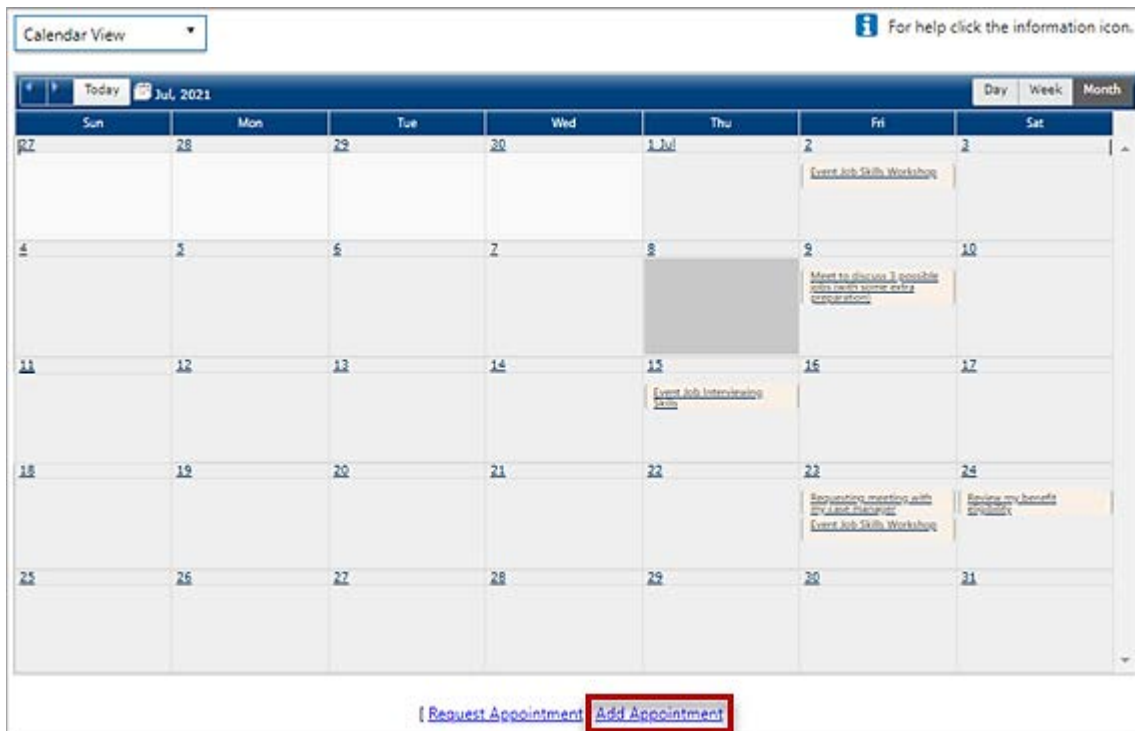 Calendar View
For help click the information icon.
Today Jul, 2021 Day Week Month
Sun Mon Tue Wed Thu Fri Sat
27 28 29 30 1 Jul 2 3
Event Job Skills Workshop
4 5 6 7 8 9 10
Meet to discuss 3 possible
jobs (with some extra
preparation)
11 12 13 14 15 16 17
Event Job Interviewing
Skills
18 19 20 21 22 23 24
Requesting meeting with
my case manager
Event Job Skills Workshop
Review my benefit
eligibility
25 26 27 28 29 30 31
[ Request Appointment Add Appointment